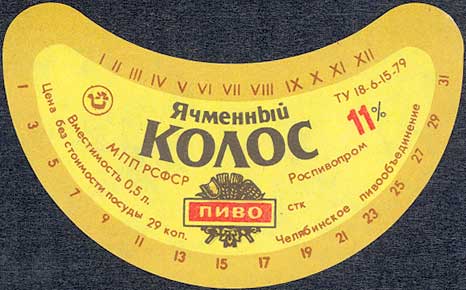 I II III IV V VI VII VIII IX X XI XII
Ячменный
КОЛОС
11%
ТУ 18-6-15-79
МПП РСФСР
Роспивопром
Вместимость 0,5 л.
Цена без стоимости посуды 29 коп.
ПИВО
стк
Челябинское пивообъединение
1 3 5 7 9 11 13 15 17 19 21 23 25 27 29 31